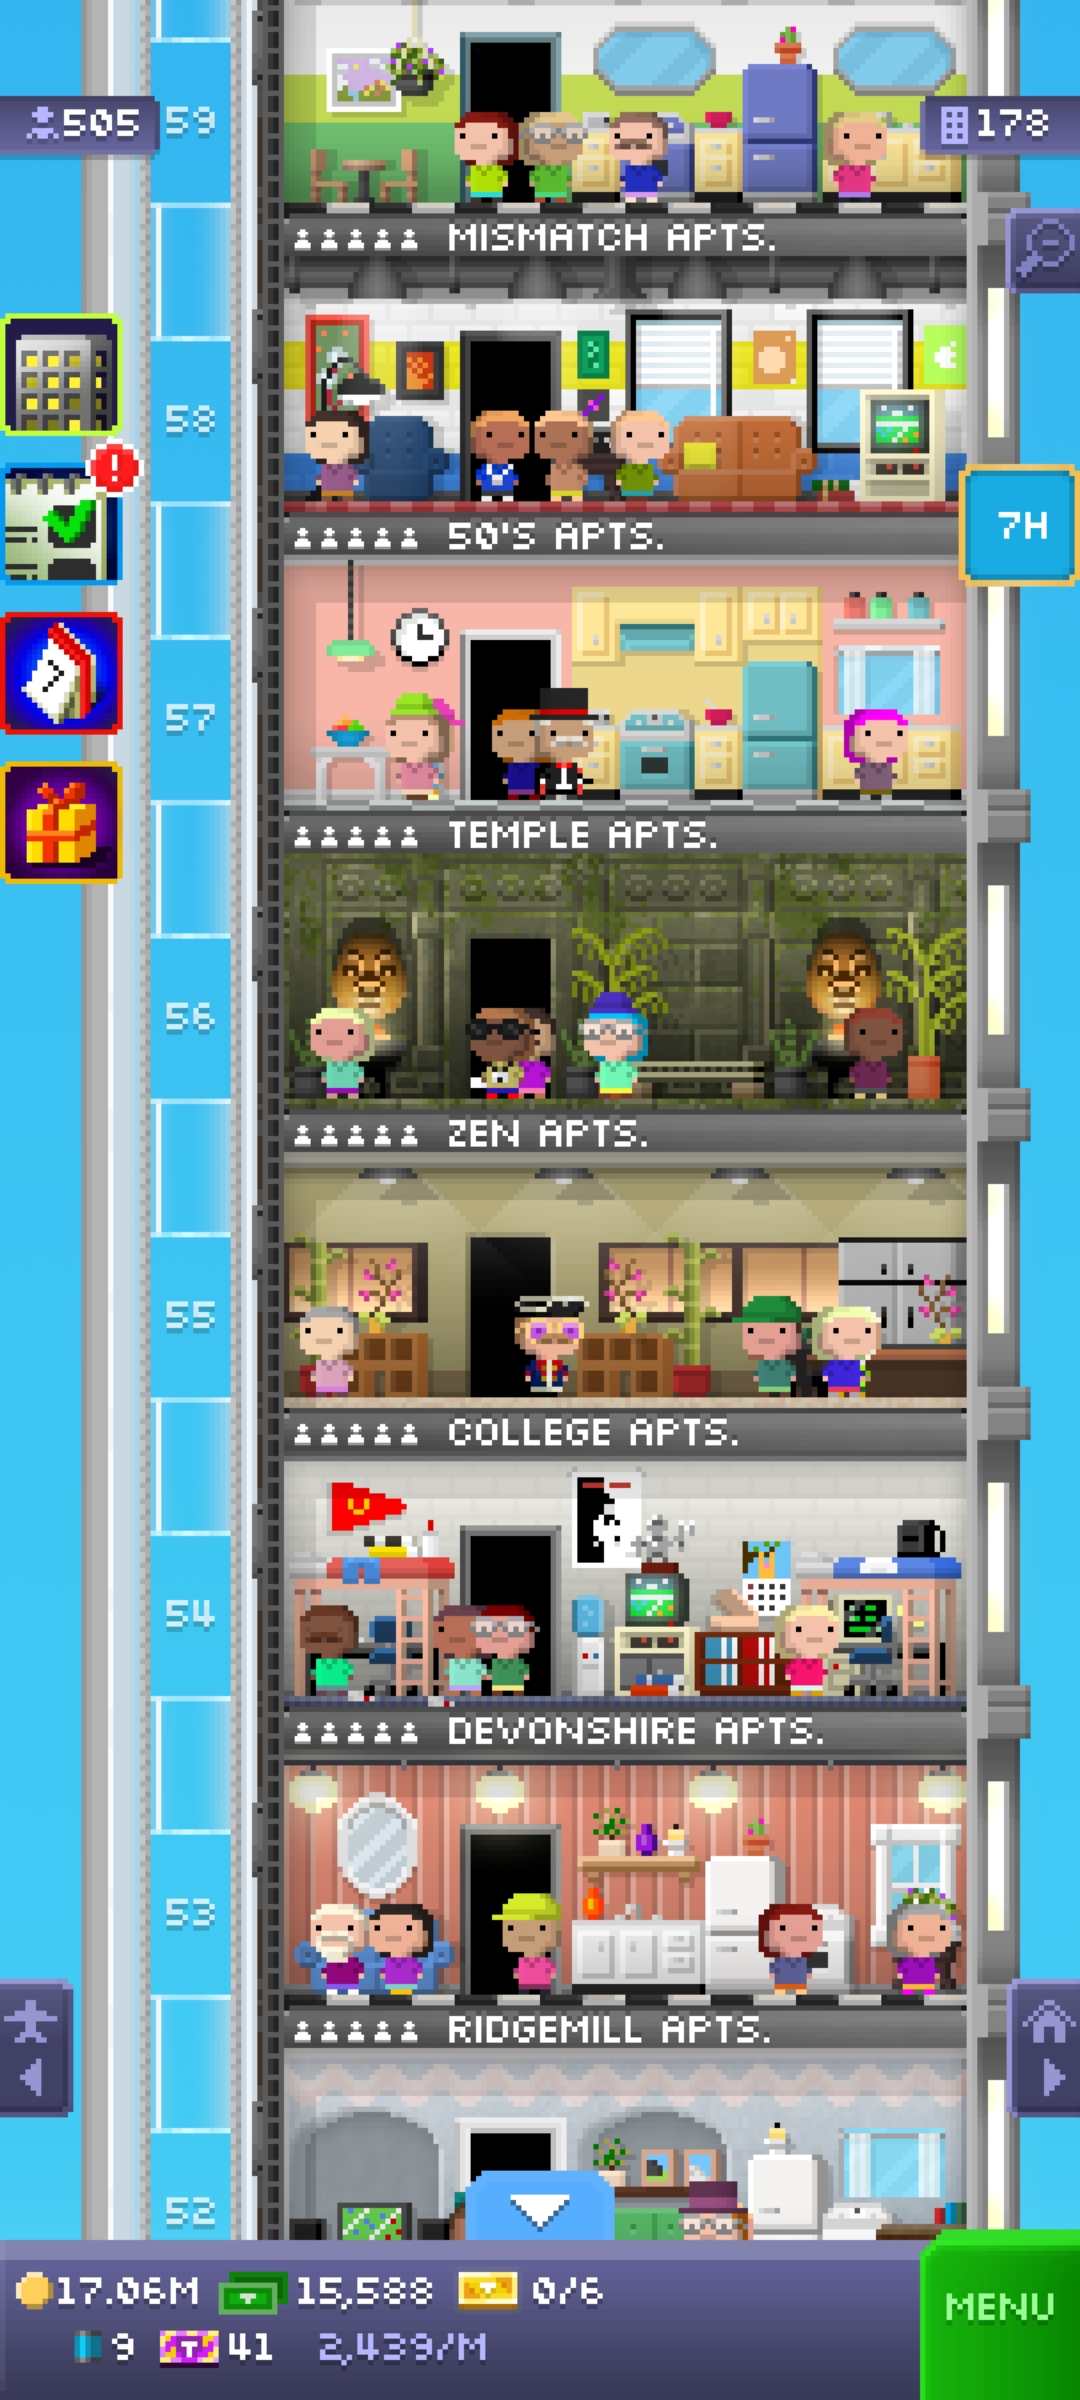 59
505
178
MISMATCH APTS.
58
50'S APTS.
7H
57
TEMPLE APTS.
56
ZEN APTS.
55
COLLEGE APTS.
54
DEVONSHIRE APTS.
53
RIDGEMILL APTS.
52
17.06M 15,588 0/6
MENU
9 41 2,439/M